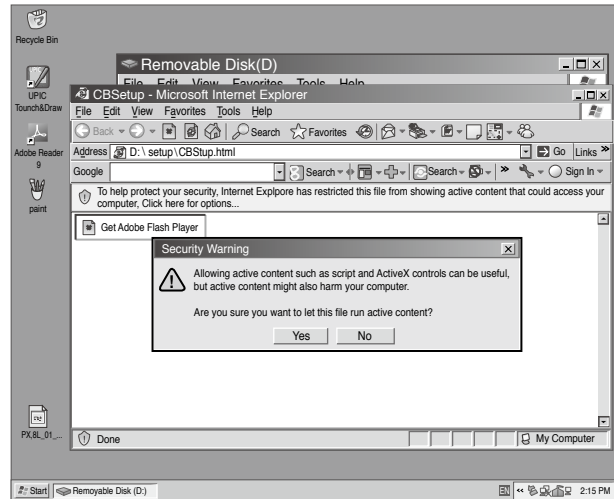 Recycle Bin
Removable Disk(D)
File Edit View Favorites Tools Help
UPIC
Tounch&Draw
CBSetup - Microsoft Internet Explorer
File Edit View Favorites Tools Help
Back Search Favorites
Adobe Reader
9
Address D:\ setup\CBStup.html Go Links »
Google Search Search » Sign In
paint
To help protect your security, Internet Explpore has restricted this file from showing active content that could access your
computer, Click here for options...
Get Adobe Flash Player
Security Warning
Allowing active content such as script and ActiveX controls can be useful,
but active content might also harm your computer.
Are you sure you want to let this file run active content?
Yes No
PX,8L_01_...
Done My Computer
Start Remoyable Disk (D:) EN « 2:15 PM